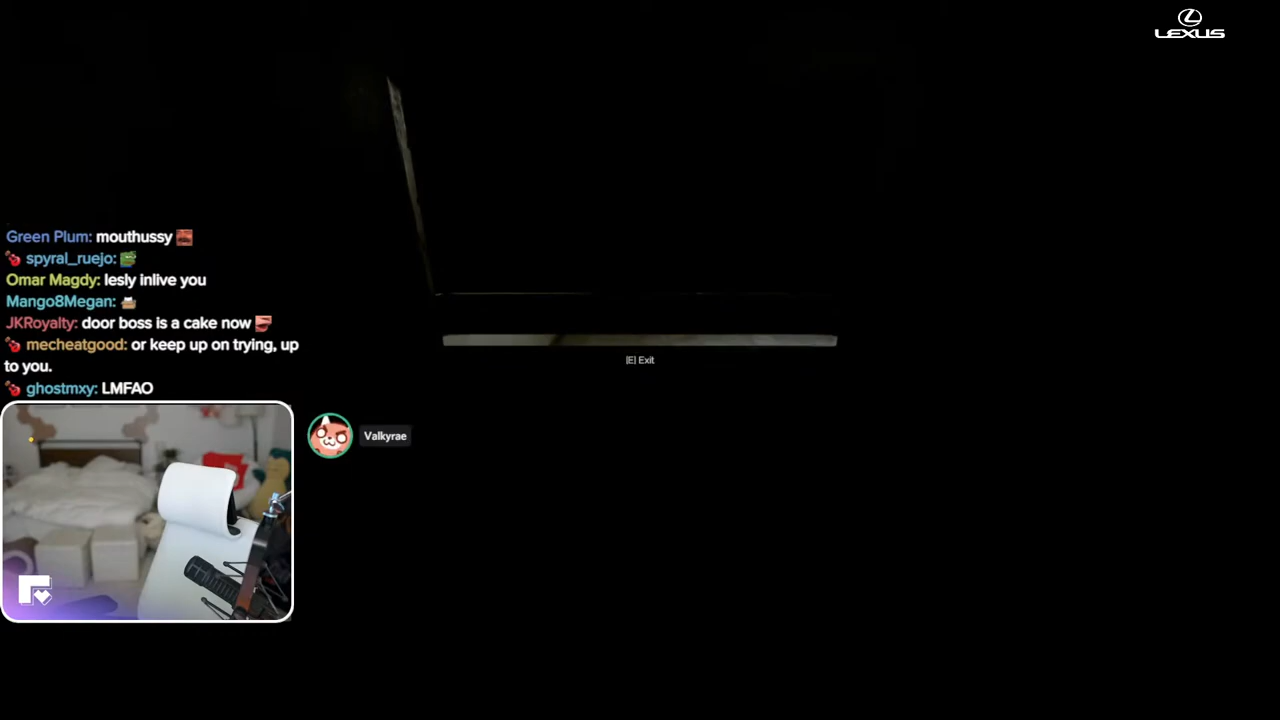 LEXUS
Green Plum: mouthussy
spyral_ruejo:
Omar Magdy: lesly inlive you
Mango8Megan:
JKRoyalty: door boss is a cake now
mecheatgood: or keep up on trying, up
to you.
ghostmxy: LMFAO
|E| Exit
Valkyrae